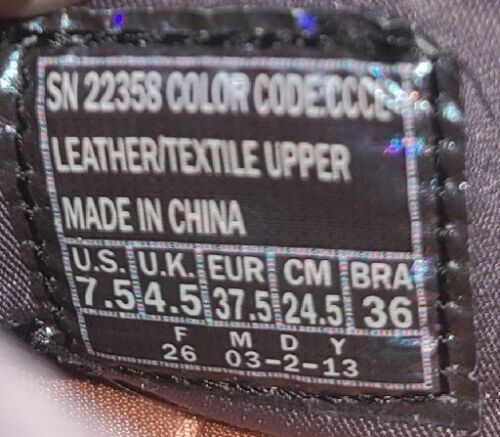 SN 22358 COLOR CODE:CCCL
LEATHER/TEXTILE UPPER
MADE IN CHINA
U.S. U.K. EUR CM BRA
7.5 4.5 37.5 24.5 36
F M D Y
26 03-2-13